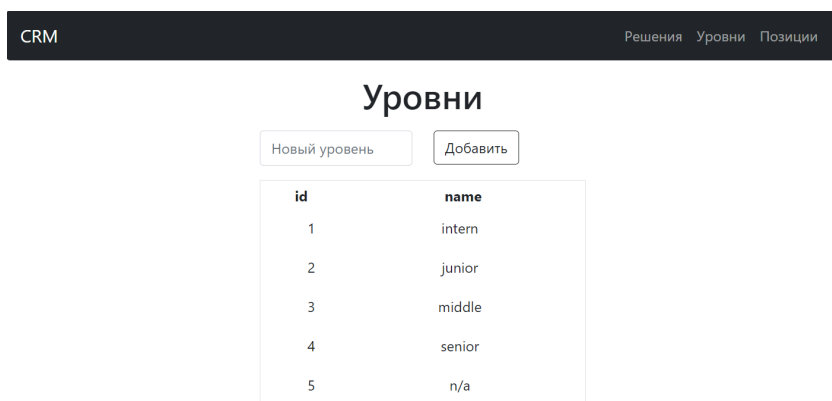 CRM Решения Уровни Позиции
Уровни
Новый уровень Добавить
id name
1 intern
2 junior
3 middle
4 senior
5 n/a